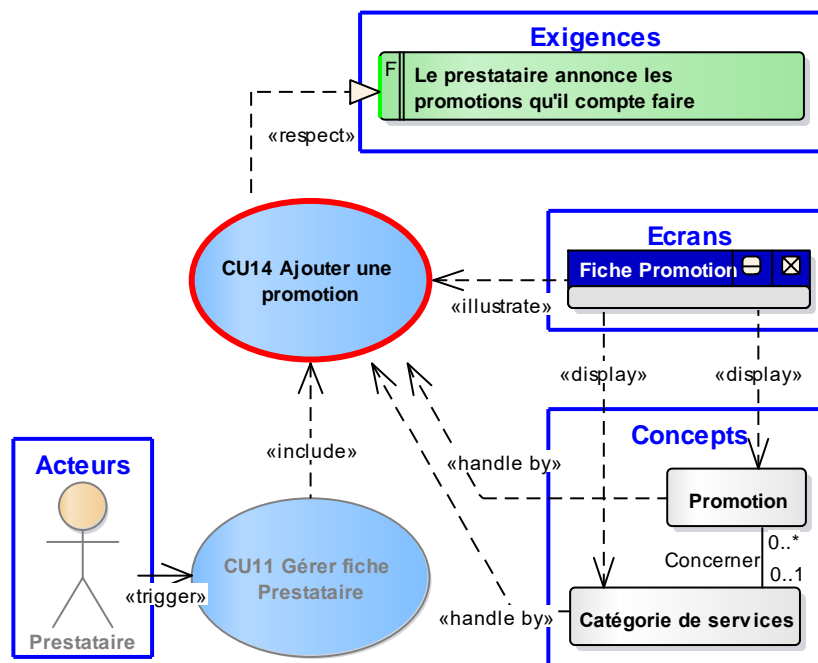 Exigences
F
Le prestataire annonce les
promotions qu'il compte faire
«respect»
CU14 Ajouter une
promotion
Ecrans
Fiche Promotion
«illustrate»
«display»
«display»
Concepts
«handle by»
Promotion
0..*
Concerner
0..1
Catégorie de services
«handle by»
«include»
Acteurs
CU11 Gérer fiche
Prestataire
«trigger»
Prestataire